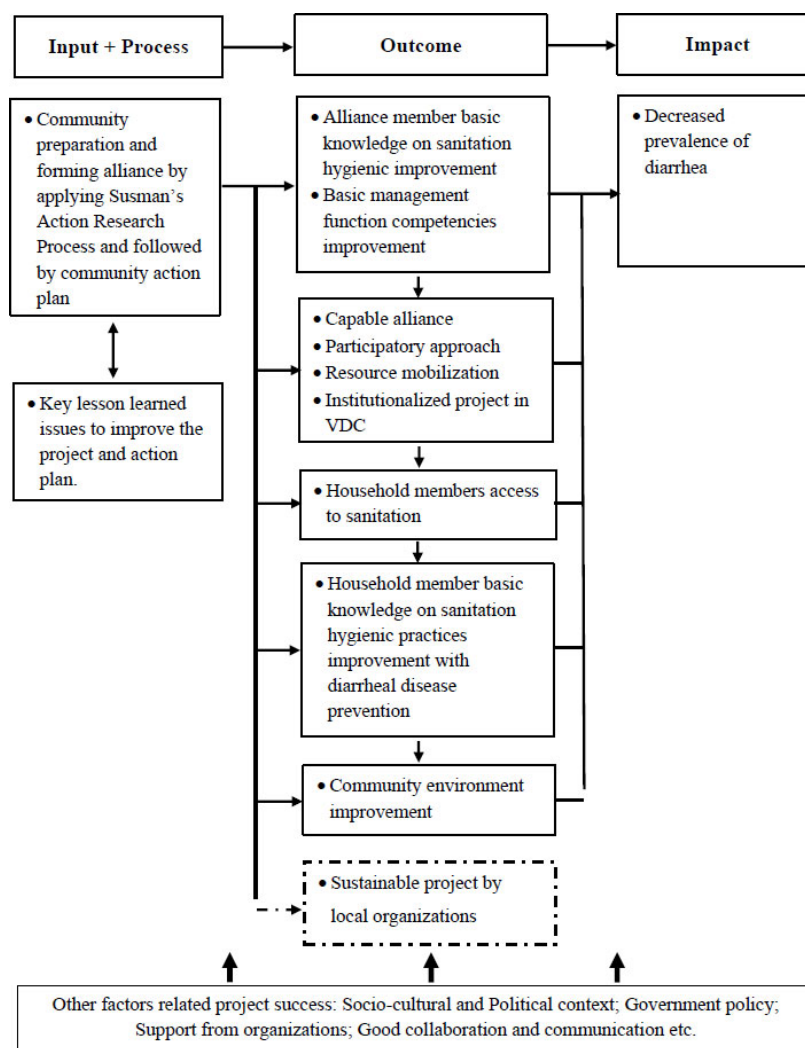 Input + Process
Outcome
Impact
• Community
preparation and
forming alliance by
applying Susman’s
Action Research
Process and followed
by community action
plan
• Key lesson learned
issues to improve the
project and action
plan.
• Alliance member basic
knowledge on sanitation
hygienic improvement
• Basic management
function competencies
improvement
• Capable alliance
• Participatory approach
• Resource mobilization
• Institutionalized project in
VDC
• Household members access
to sanitation
• Household member basic
knowledge on sanitation
hygienic practices
improvement with
diarrheal disease
prevention
• Community environment
improvement
• Sustainable project by
local organizations
• Decreased
prevalence of
diarrhea
Other factors related project success: Socio-cultural and Political context; Government policy;
Support from organizations; Good collaboration and communication etc.